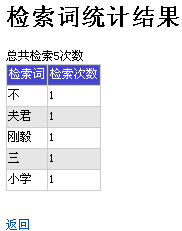 检索词统计结果
总共检索5次数
检索词 检索次数
不 1
夫君 1
刚毅 1
三 1
小学 1
返回